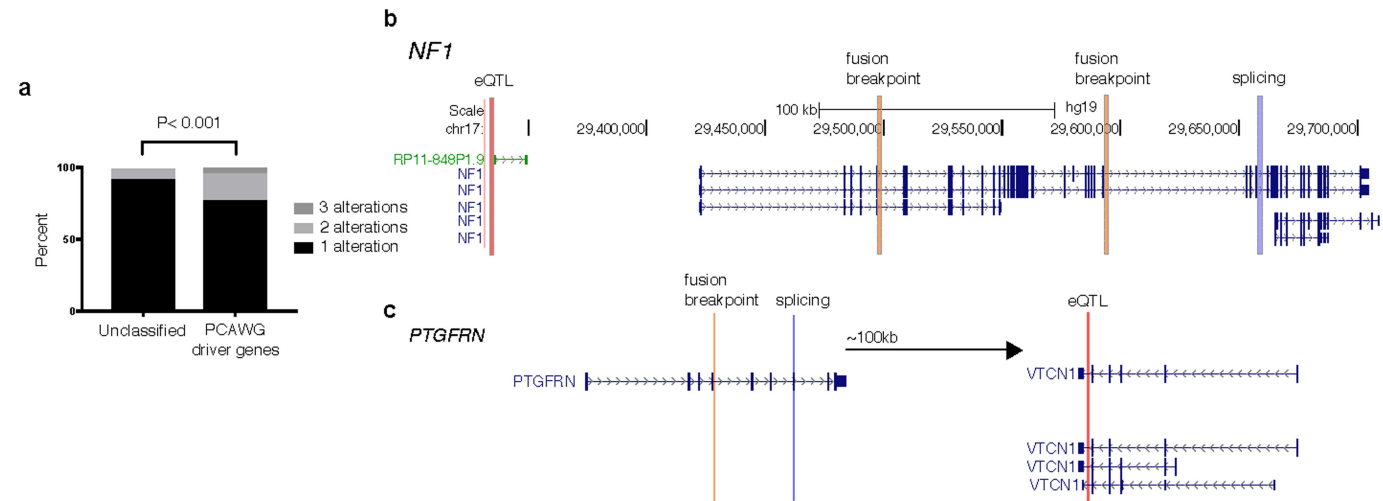 a
P< 0.001
100
50
0
Percent
Unclassified
PCAWG
driver genes
3 alterations
2 alterations
1 alteration
b
NF1
eQTL
fusion
breakpoint
fusion
breakpoint
splicing
Scale
100 kb
hg19
chr17:
29,400,000
29,450,000
29,500,000
29,550,000
29,600,000
29,650,000
29,700,000
RP11-848P1.9
NF1
NF1
NF1
NF1
NF1
c
PTGFRN
fusion
breakpoint
splicing
~100kb
eQTL
PTGFRN
VTCN1
VTCN1
VTCN1
VTCN1